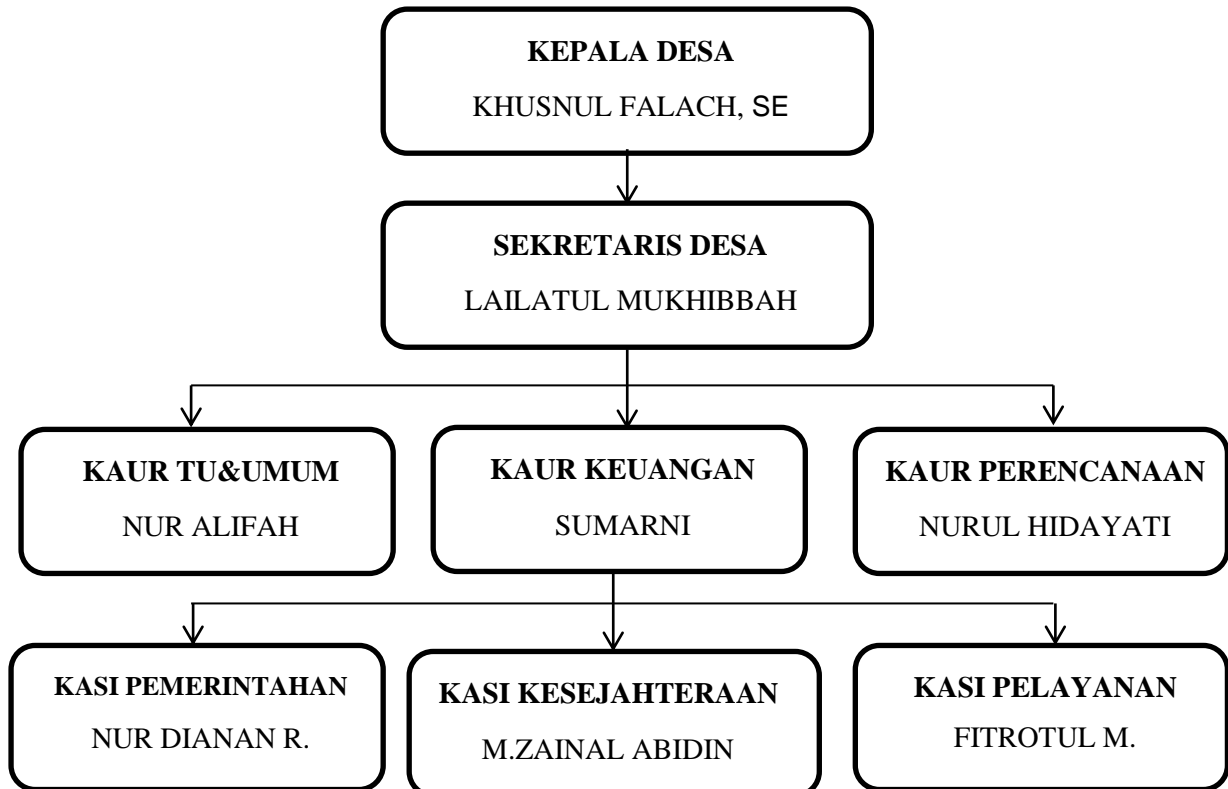 KEPALA DESA
KHUSNUL FALACH, SE
SEKRETARIS DESA
LAILATUL MUKHIBBAH
KAUR TU&UMUM
NUR ALIFAH
KAUR KEUANGAN
SUMARNI
KAUR PERENCANAAN
NURUL HIDAYATI
KASI PEMERINTAHAN
NUR DIANAN R.
KASI KESEJAHTERAAN
M.ZAINAL ABIDIN
KASI PELAYANAN
FITROTUL M.